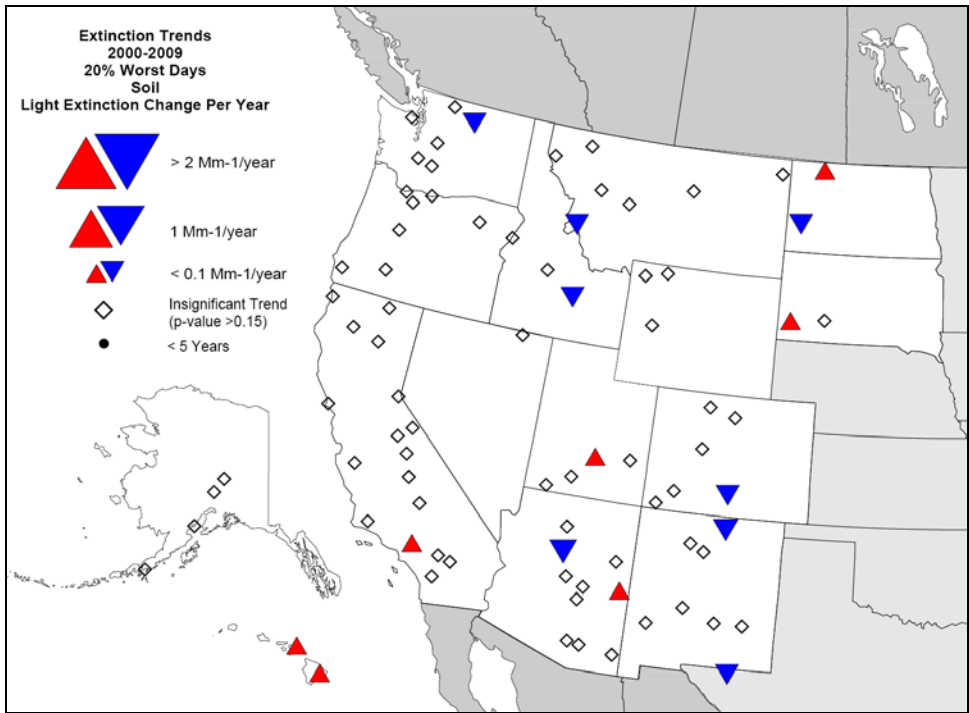 Extinction Trends
2000-2009
20% Worst Days
Soil
Light Extinction Change Per Year
> 2 Mm-1/year
1 Mm-1/year
< 0.1 Mm-1/year
Insignificant Trend
(p-value >0.15)
< 5 Years